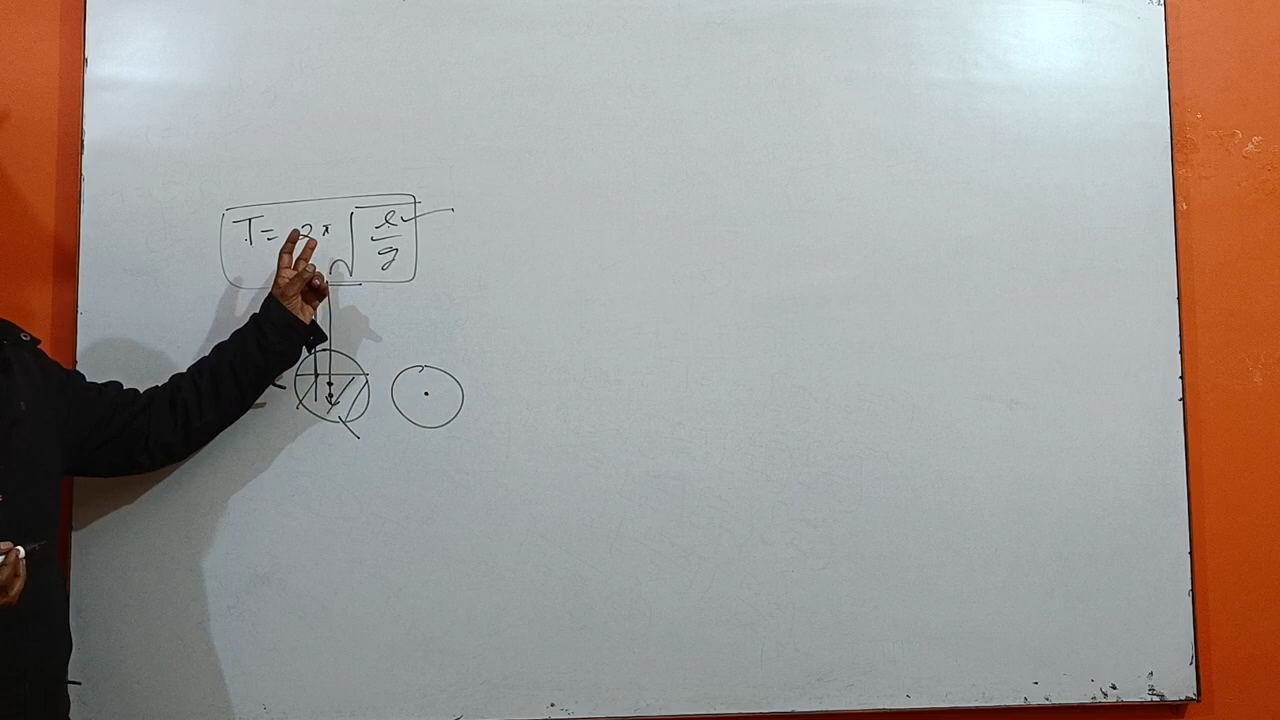 T = 2π √(l/g)